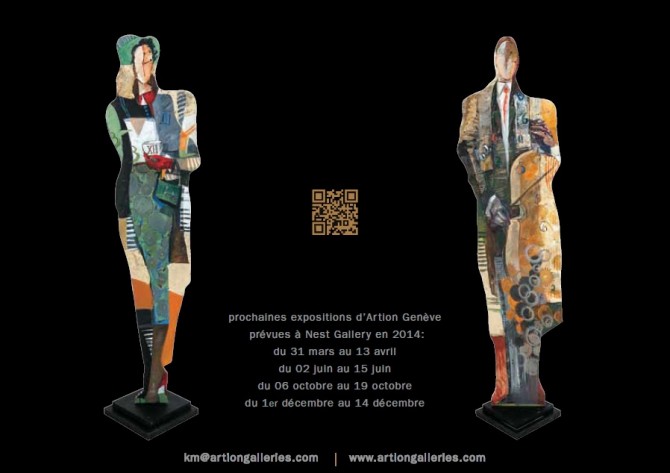 XII
prochaines expositions d'Artion Genève
prévues à Nest Gallery en 2014:
du 31 mars au 13 avril
du 02 juin au 15 juin
du 06 octobre au 19 octobre
du 1er décembre au 14 décembre
km@artiongalleries.com | www.artiongalleries.com